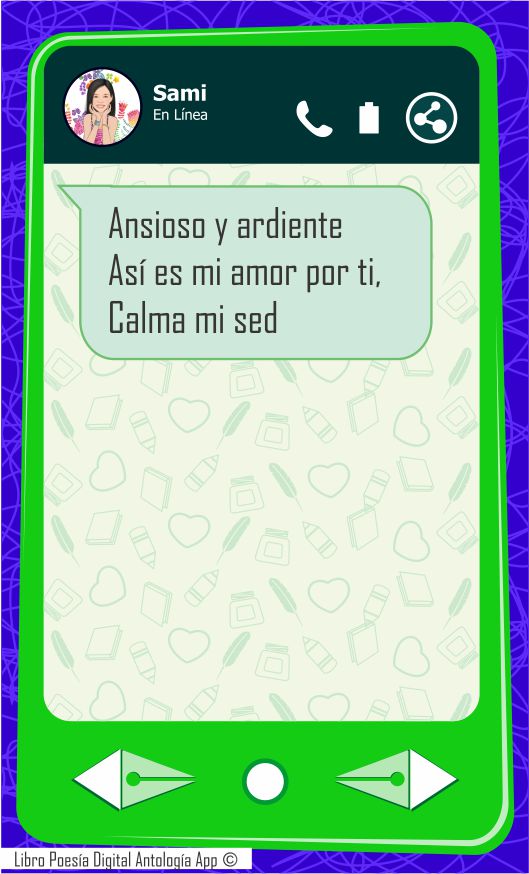 Sami
En Línea
Ansioso y ardiente
Así es mi amor por ti,
Calma mi sed
Libro Poesía Digital Antología App ©